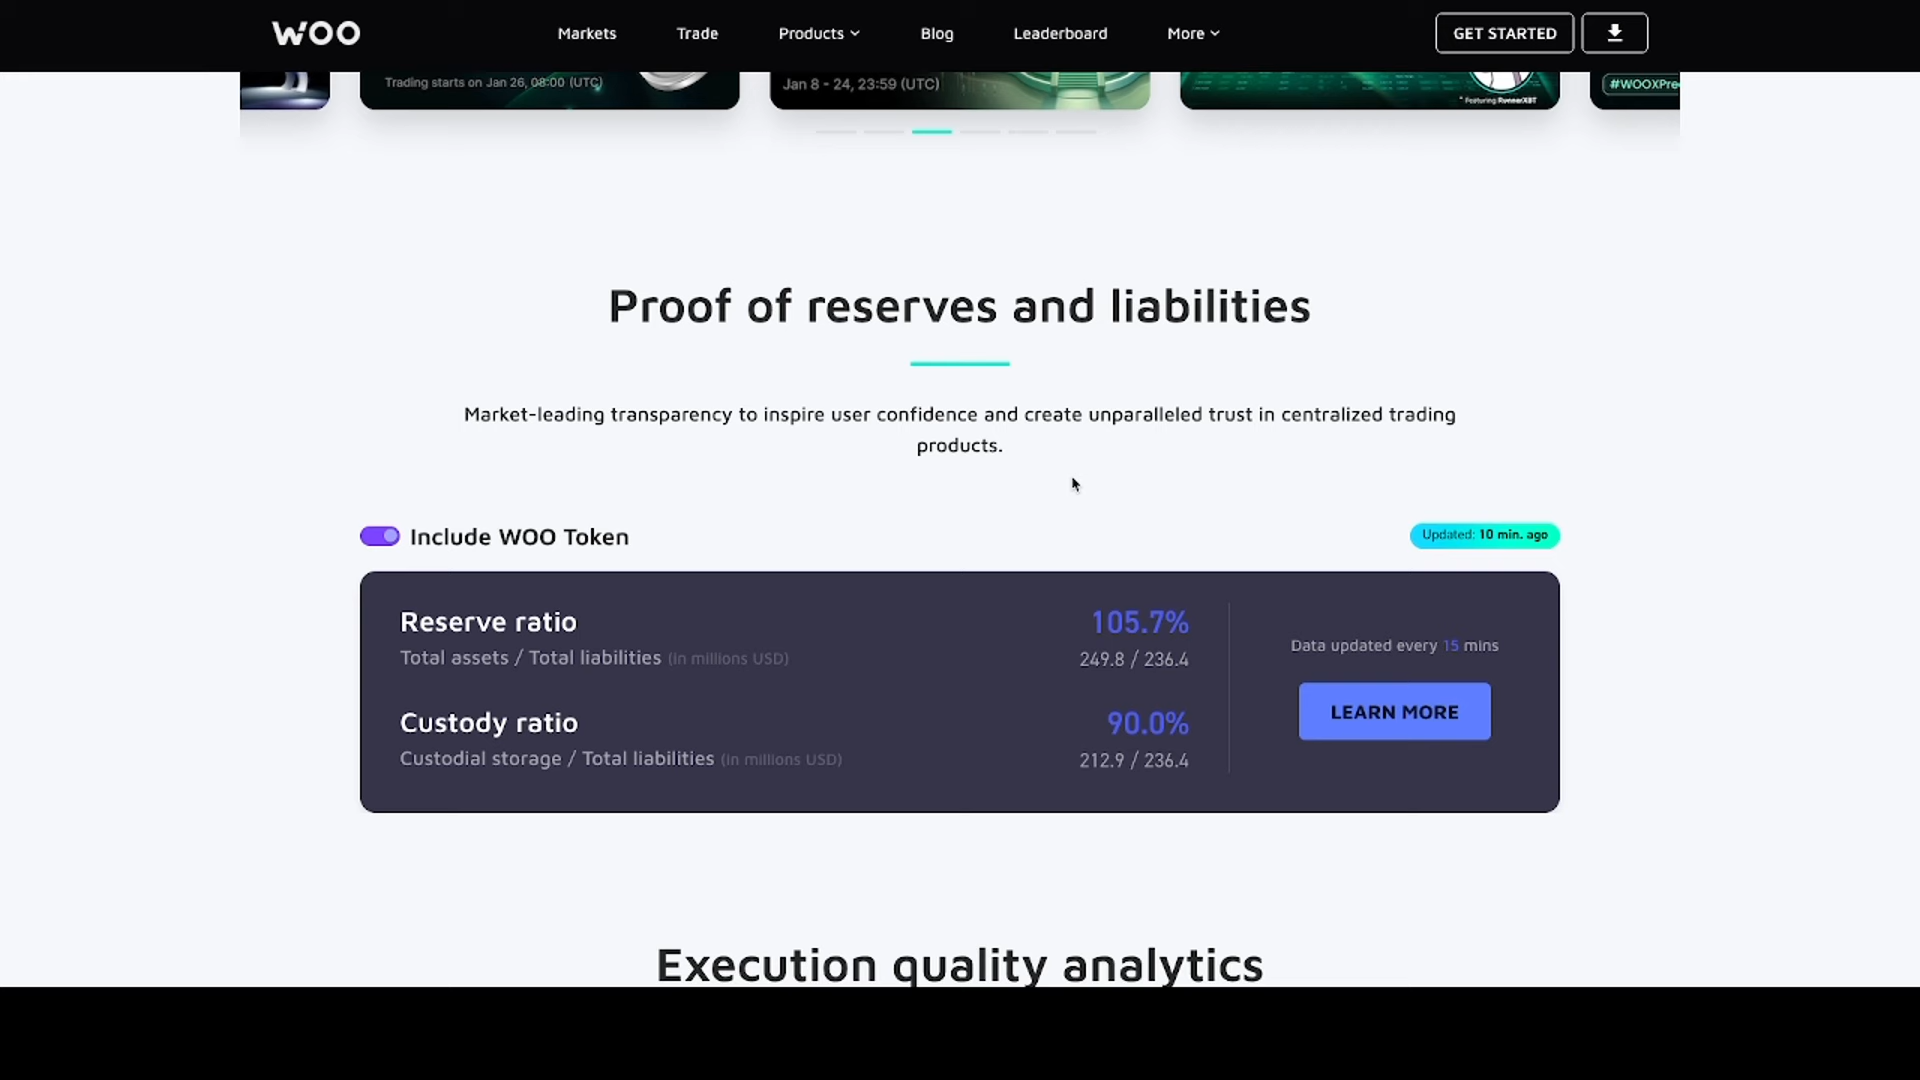 WOO
Markets
Trade
Products
Blog
Leaderboard
More
GET STARTED
Trading starts on Jan 26, 08:00 (UTC)
Jan 8 - 24, 23:59 (UTC)
* Featuring RunnerXBT
#WOOXPre
Proof of reserves and liabilities
Market-leading transparency to inspire user confidence and create unparalleled trust in centralized trading
products.
Include WOO Token
Updated: 10 min. ago
Reserve ratio
105.7%
Total assets / Total liabilities (in millions USD)
249.8 / 236.4
Custody ratio
90.0%
Custodial storage / Total liabilities (in millions USD)
212.9 / 236.4
Data updated every 15 mins
LEARN MORE
Execution quality analytics